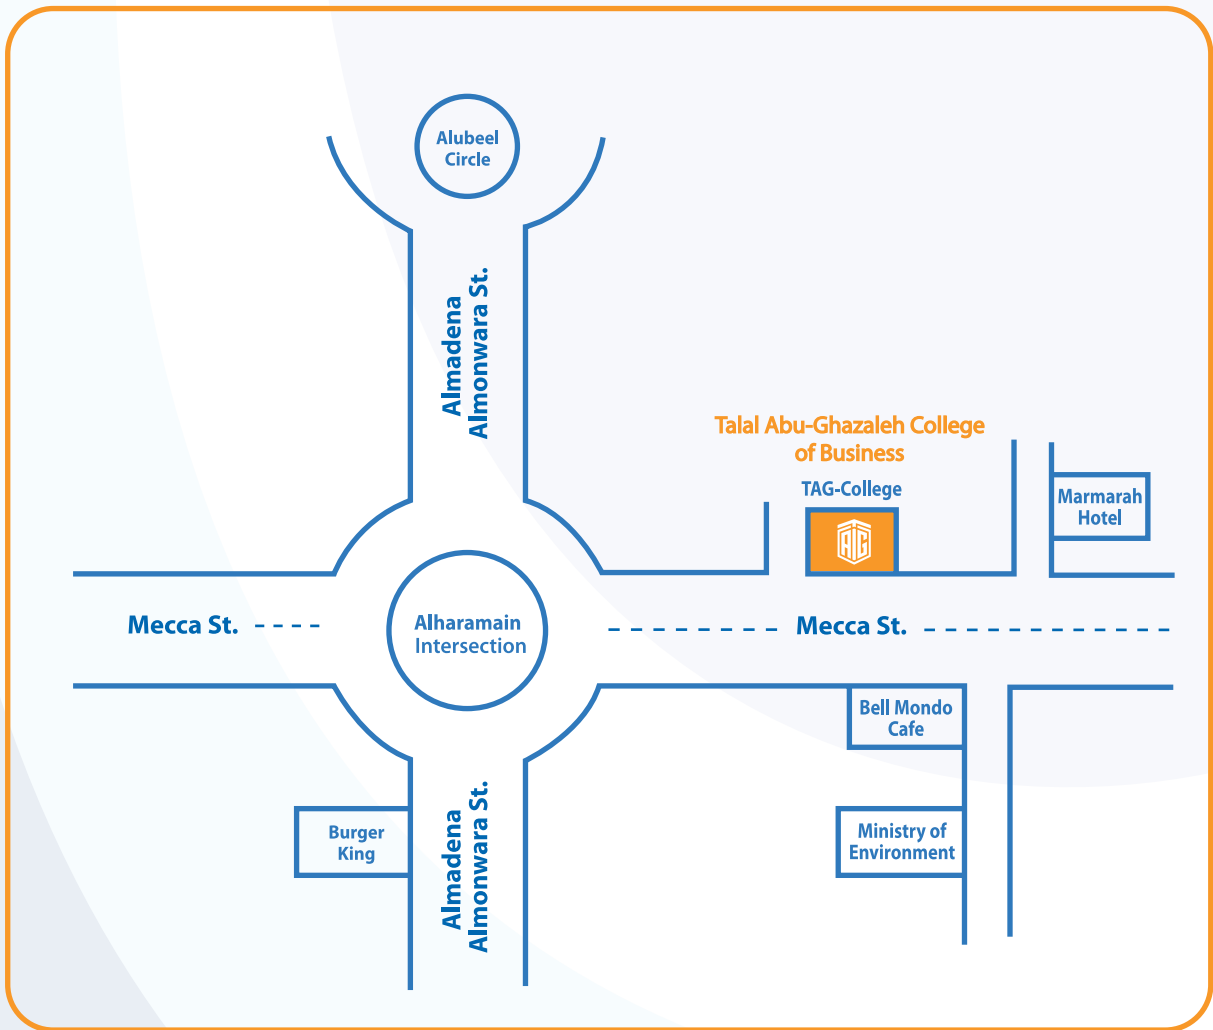 Alubeel
Circle
Almadena
Almonwara St.
Talal Abu-Ghazaleh College
of Business
TAG-College
TAG
Marmarah
Hotel
Mecca St.
Alharamain
Intersection
Mecca St.
Bell Mondo
Cafe
Burger
King
Almadena
Almonwara St.
Ministry of
Environment